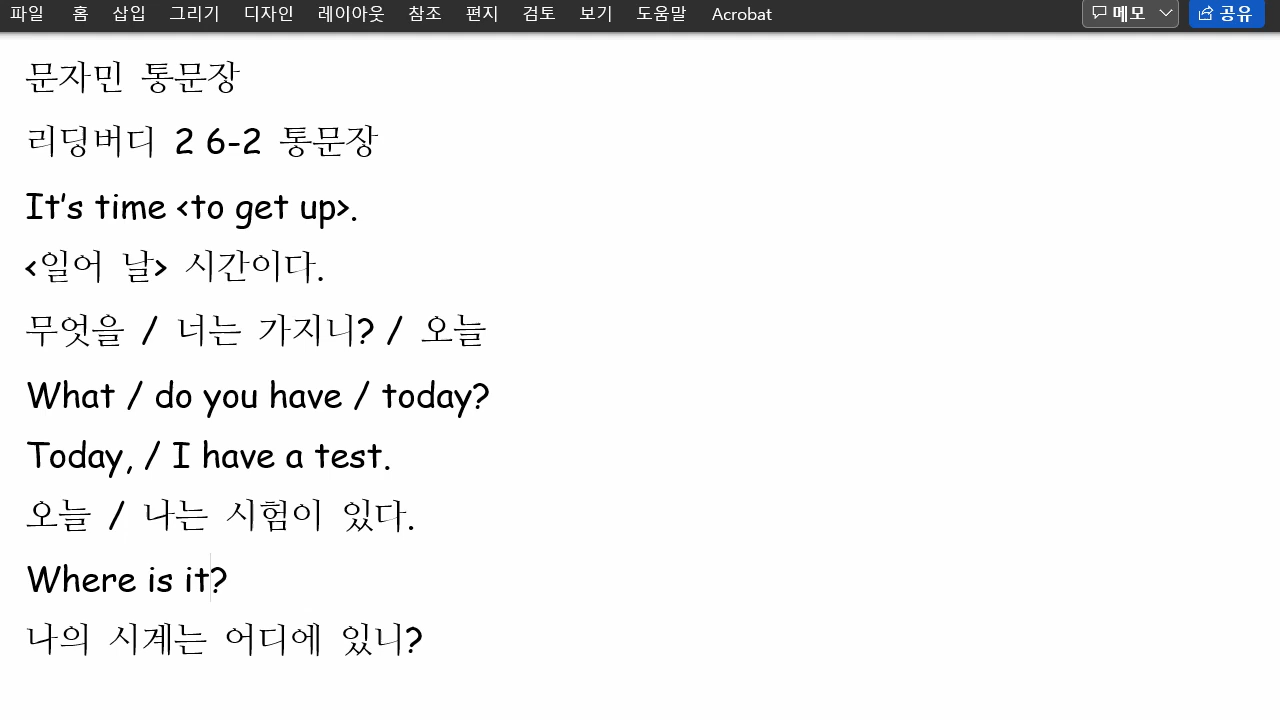 파일 홈 삽입 그리기 디자인 레이아웃 참조 편지 검토 보기 도움말 Acrobat 메모 공유
문자민 통문장
리딩버디 2 6-2 통문장
It's time <to get up>.
<일어 날> 시간이다.
무엇을 / 너는 가지니? / 오늘
What / do you have / today?
Today, / I have a test.
오늘 / 나는 시험이 있다.
Where is it?
나의 시계는 어디에 있니?